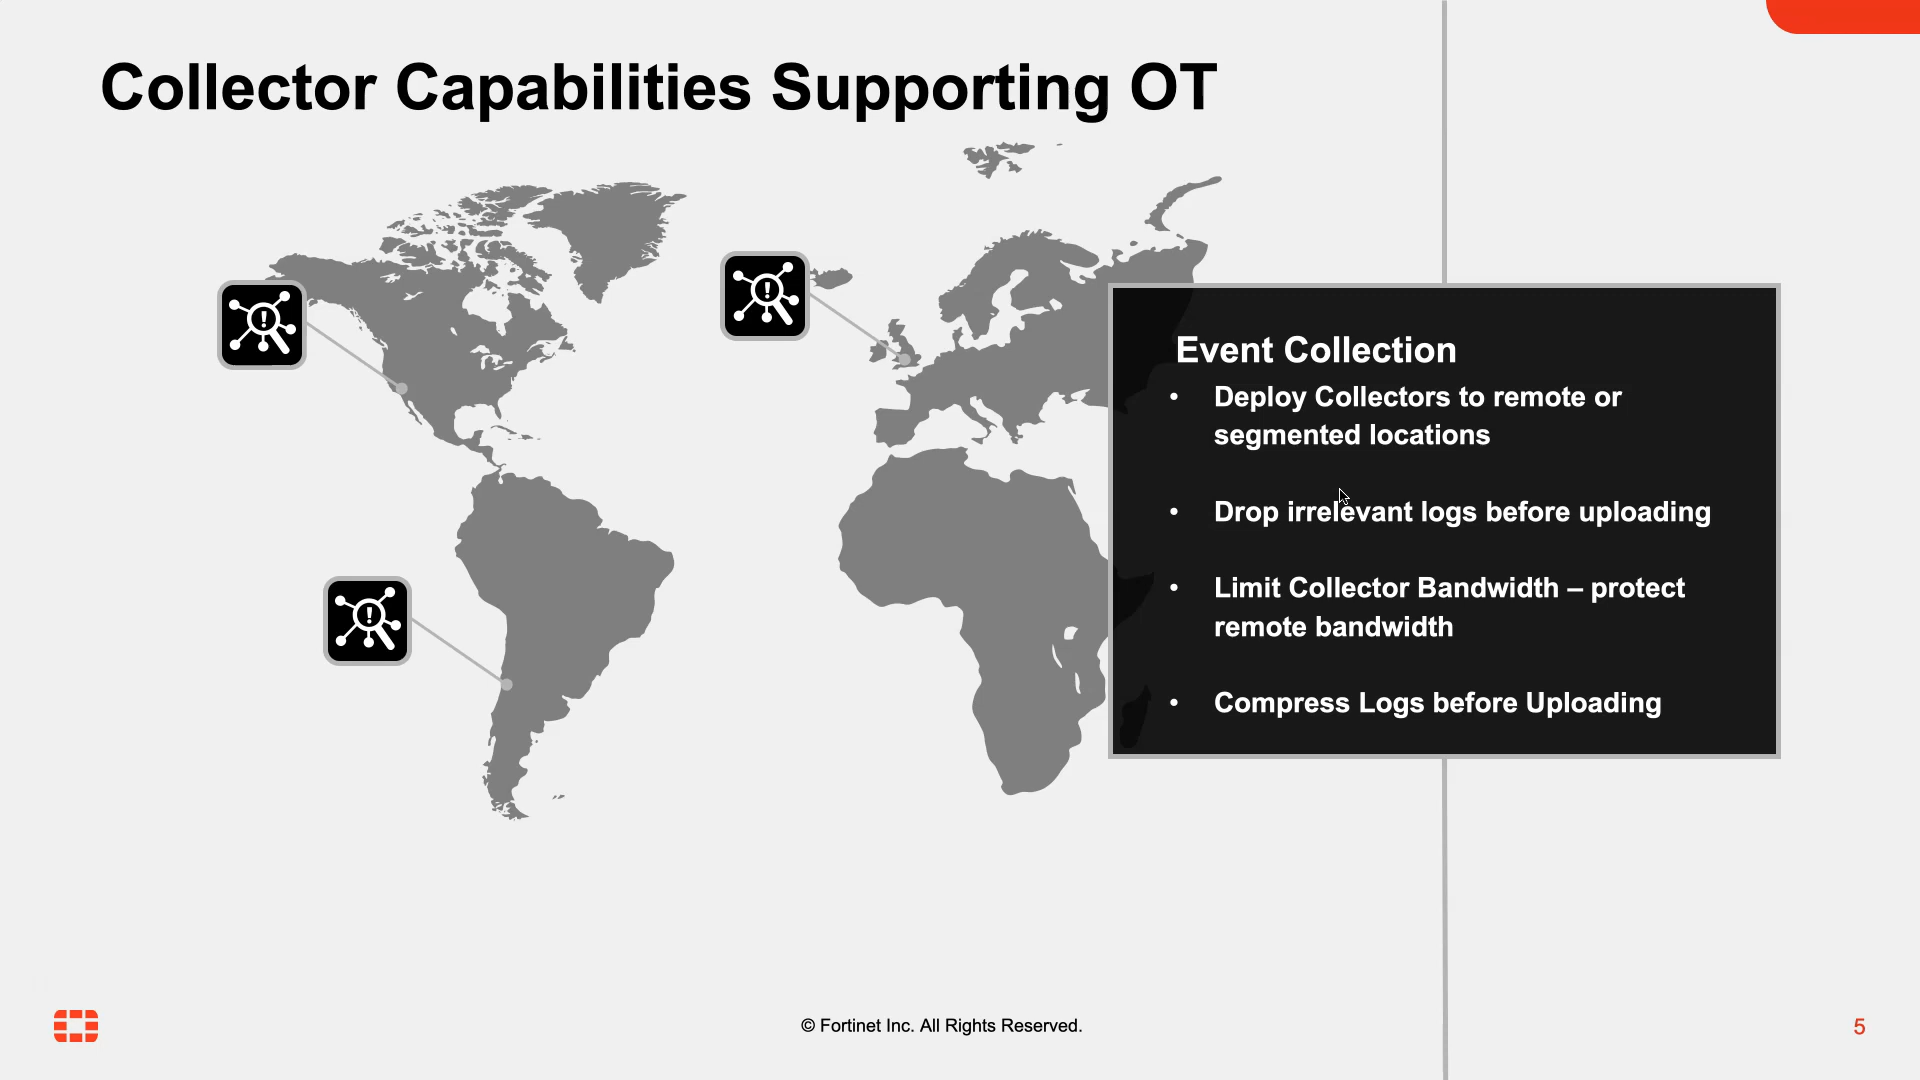 Collector Capabilities Supporting OT
Event Collection
• Deploy Collectors to remote or
segmented locations
• Drop irrelevant logs before uploading
• Limit Collector Bandwidth – protect
remote bandwidth
• Compress Logs before Uploading
© Fortinet Inc. All Rights Reserved.
5